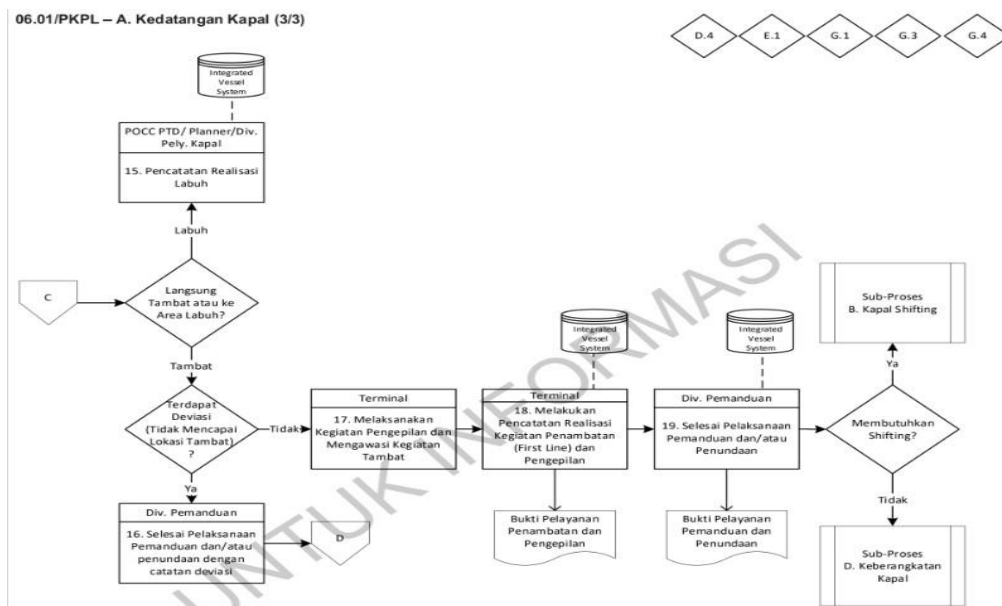 06.01/PKPL – A. Kedatangan Kapal (3/3)
D.4
E.1
G.1
G.3
G.4
Integrated
Vessel
System
POCC PTD/ Planner/Div.
Pely. Kapal
15. Pencatatan Realisasi
Labuh
Labuh
C
Langsung
Tambat atau ke
Area Labuh?
Tambat
Terdapat
Deviasi
(Tidak Mencapai
Lokasi Tambat)
?
Tidak
Ya
Div. Pemanduan
16. Selesai Pelaksanaan
Pemanduan dan/atau
penundaan dengan
catatan deviasi
D
Terminal
17. Melaksanakan
Kegiatan Pengepilan dan
Mengawasi Kegiatan
Tambat
Integrated
Vessel
System
Terminal
18. Melakukan
Pencatatan Realisasi
Kegiatan Penambatan
(First Line) dan
Pengepilan
Bukti Pelayanan
Penambatan dan
Pengepilan
Integrated
Vessel
System
Div. Pemanduan
19. Selesai Pelaksanaan
Pemanduan dan/atau
Penundaan
Bukti Pelayanan
Pemanduan dan
Penundaan
Sub-Proses
B. Kapal Shifting
Ya
Membutuhkan
Shifting?
Tidak
Sub-Proses
D. Keberangkatan
Kapal
UNTUK INFORMASI